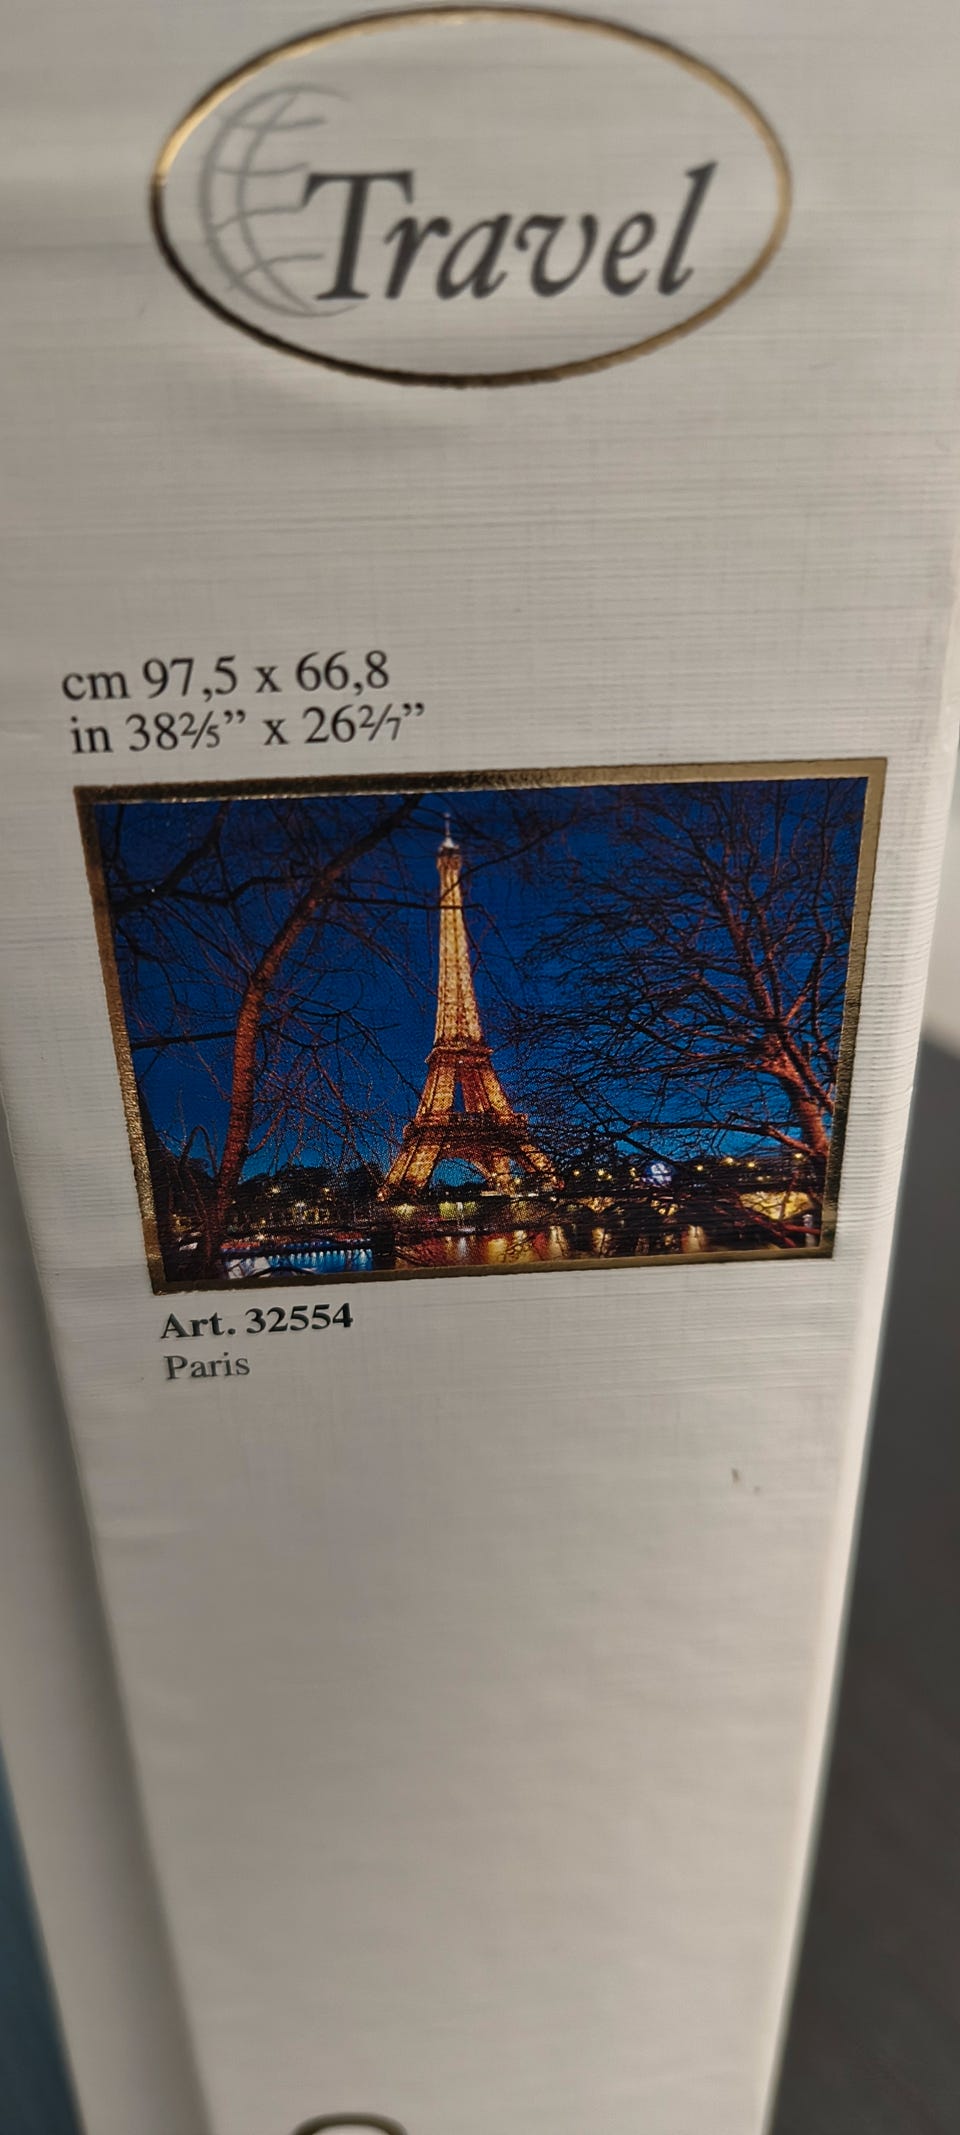 Travel
cm 97,5 x 66,8
in 38⅖” x 262/7”
Art. 32554
Paris